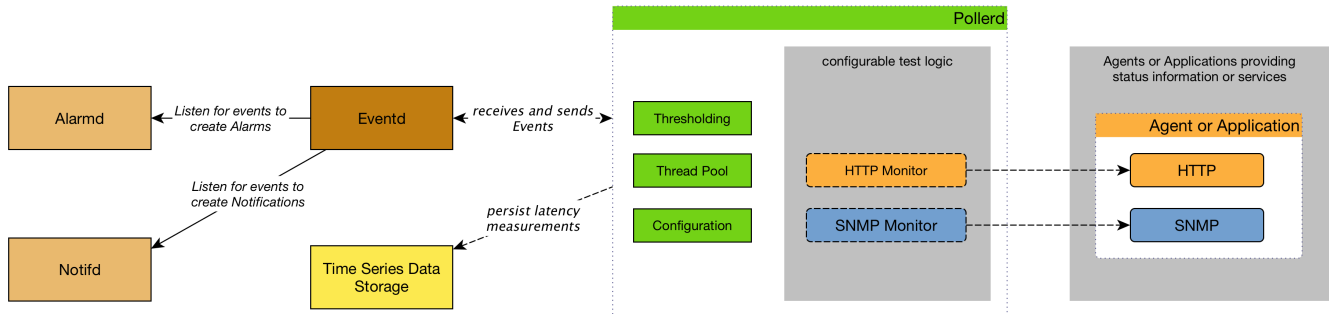 Pollerd
configurable test logic
Agents or Applications providing
status information or services
Alarmd
Listen for events to
create Alarms
Eventd
receives and sends
Events
Thresholding
Agent or Application
Thread Pool
HTTP Monitor
HTTP
Listen for events to
create Notifications
persist latency
measurements
Configuration
SNMP Monitor
SNMP
Notifd
Time Series Data
Storage